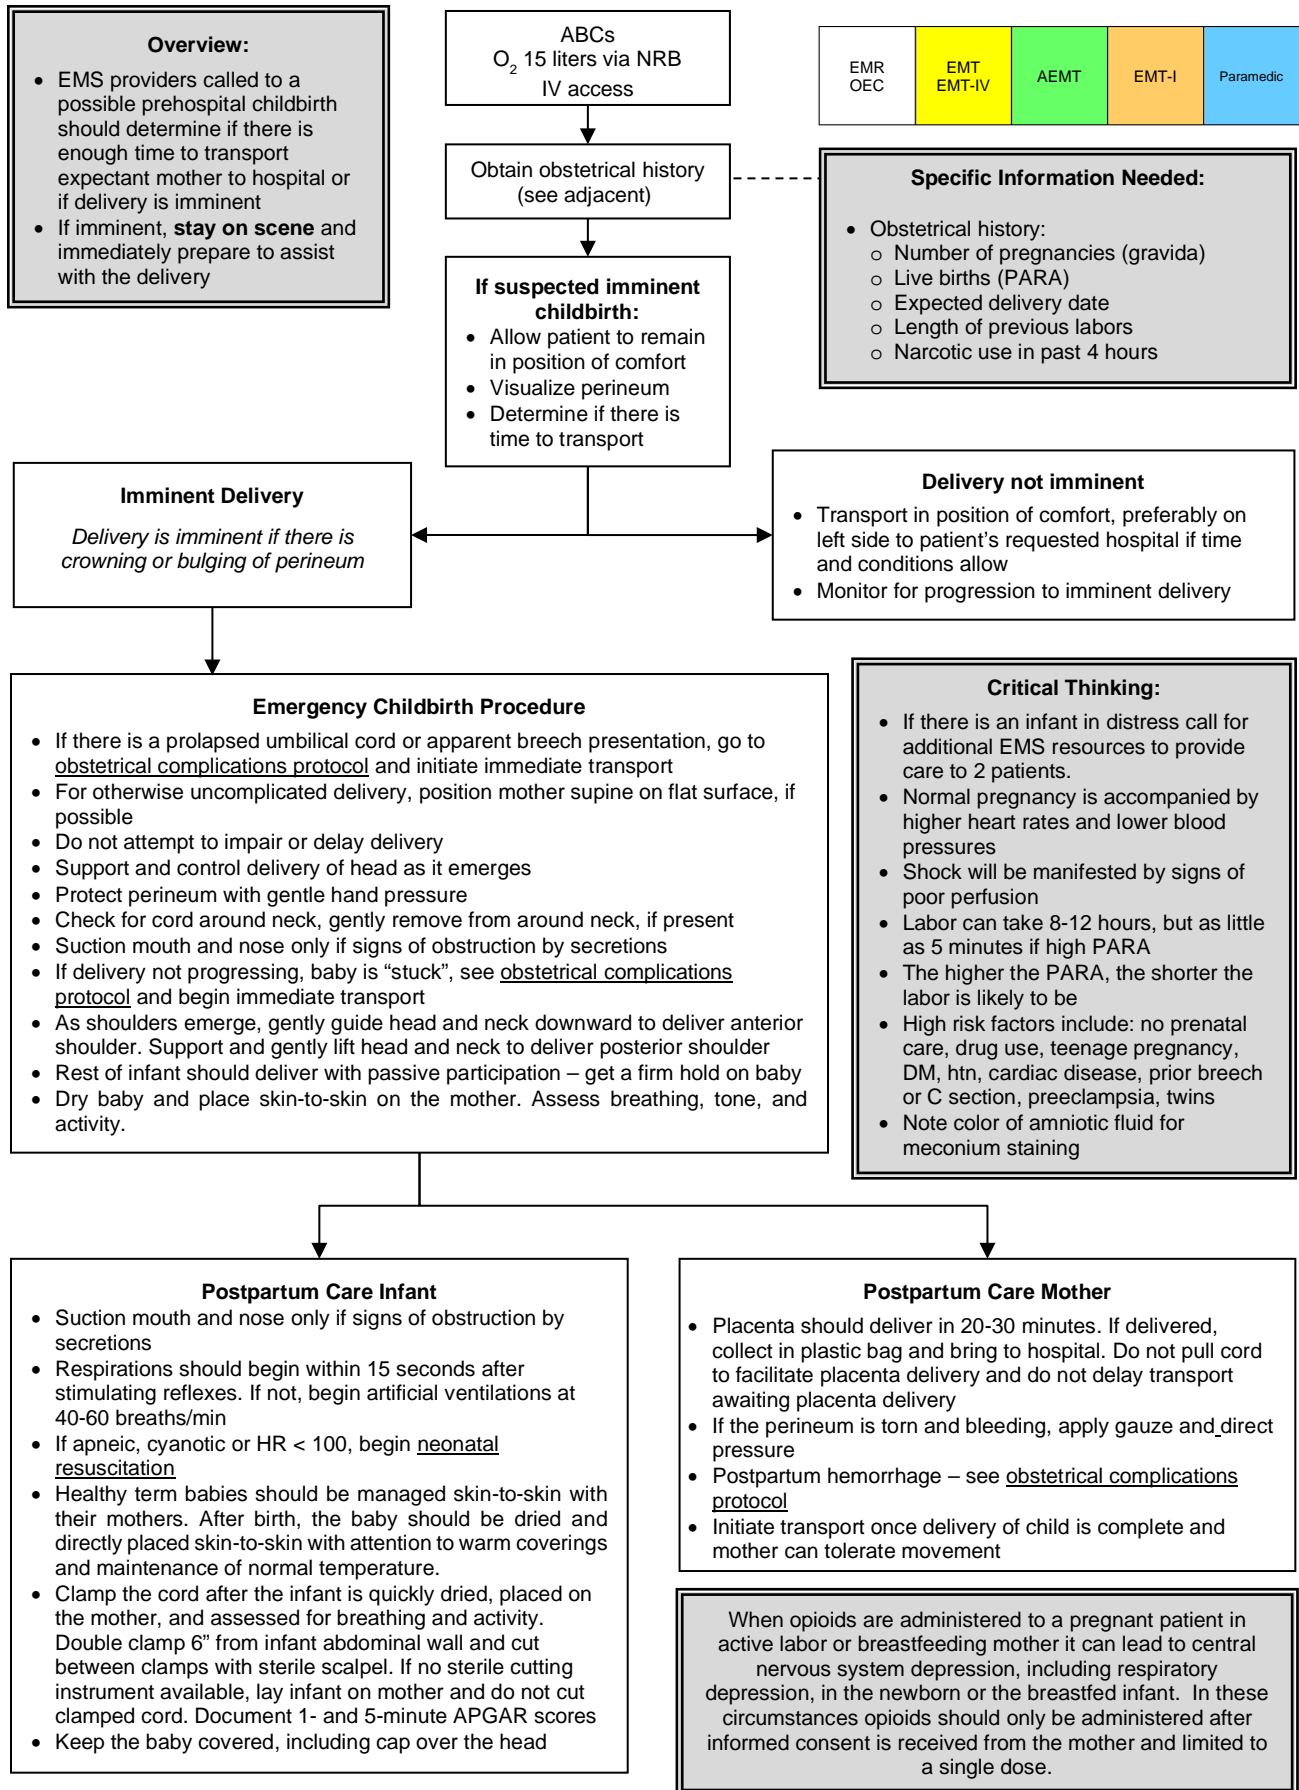 Overview:
• EMS providers called to a
possible prehospital childbirth
should determine if there is
enough time to transport
expectant mother to hospital or
if delivery is imminent
• If imminent, stay on scene and
immediately prepare to assist
with the delivery
ABCs
O2 15 liters via NRB
IV access
EMR
OEC
EMT
EMT-IV
AEMT
EMT-I
Paramedic
Obtain obstetrical history
(see adjacent)
Specific Information Needed:
• Obstetrical history:
o Number of pregnancies (gravida)
o Live births (PARA)
o Expected delivery date
o Length of previous labors
o Narcotic use in past 4 hours
If suspected imminent
childbirth:
• Allow patient to remain
in position of comfort
• Visualize perineum
• Determine if there is
time to transport
Imminent Delivery
Delivery is imminent if there is
crowning or bulging of perineum
Delivery not imminent
• Transport in position of comfort, preferably on
left side to patient’s requested hospital if time
and conditions allow
• Monitor for progression to imminent delivery
Emergency Childbirth Procedure
• If there is a prolapsed umbilical cord or apparent breech presentation, go to
obstetrical complications protocol and initiate immediate transport
• For otherwise uncomplicated delivery, position mother supine on flat surface, if
possible
• Do not attempt to impair or delay delivery
• Support and control delivery of head as it emerges
• Protect perineum with gentle hand pressure
• Check for cord around neck, gently remove from around neck, if present
• Suction mouth and nose only if signs of obstruction by secretions
• If delivery not progressing, baby is “stuck”, see obstetrical complications
protocol and begin immediate transport
• As shoulders emerge, gently guide head and neck downward to deliver anterior
shoulder. Support and gently lift head and neck to deliver posterior shoulder
• Rest of infant should deliver with passive participation – get a firm hold on baby
• Dry baby and place skin-to-skin on the mother. Assess breathing, tone, and
activity.
Critical Thinking:
• If there is an infant in distress call for
additional EMS resources to provide
care to 2 patients.
• Normal pregnancy is accompanied by
higher heart rates and lower blood
pressures
• Shock will be manifested by signs of
poor perfusion
• Labor can take 8-12 hours, but as little
as 5 minutes if high PARA
• The higher the PARA, the shorter the
labor is likely to be
• High risk factors include: no prenatal
care, drug use, teenage pregnancy,
DM, htn, cardiac disease, prior breech
or C section, preeclampsia, twins
• Note color of amniotic fluid for
meconium staining
Postpartum Care Infant
• Suction mouth and nose only if signs of obstruction by
secretions
• Respirations should begin within 15 seconds after
stimulating reflexes. If not, begin artificial ventilations at
40-60 breaths/min
• If apneic, cyanotic or HR < 100, begin neonatal
resuscitation
• Healthy term babies should be managed skin-to-skin with
their mothers. After birth, the baby should be dried and
directly placed skin-to-skin with attention to warm coverings
and maintenance of normal temperature.
• Clamp the cord after the infant is quickly dried, placed on
the mother, and assessed for breathing and activity.
Double clamp 6” from infant abdominal wall and cut
between clamps with sterile scalpel. If no sterile cutting
instrument available, lay infant on mother and do not cut
clamped cord. Document 1- and 5-minute APGAR scores
• Keep the baby covered, including cap over the head
Postpartum Care Mother
• Placenta should deliver in 20-30 minutes. If delivered,
collect in plastic bag and bring to hospital. Do not pull cord
to facilitate placenta delivery and do not delay transport
awaiting placenta delivery
• If the perineum is torn and bleeding, apply gauze and direct
pressure
• Postpartum hemorrhage – see obstetrical complications
protocol
• Initiate transport once delivery of child is complete and
mother can tolerate movement
When opioids are administered to a pregnant patient in
active labor or breastfeeding mother it can lead to central
nervous system depression, including respiratory
depression, in the newborn or the breastfed infant. In these
circumstances opioids should only be administered after
informed consent is received from the mother and limited to
a single dose.